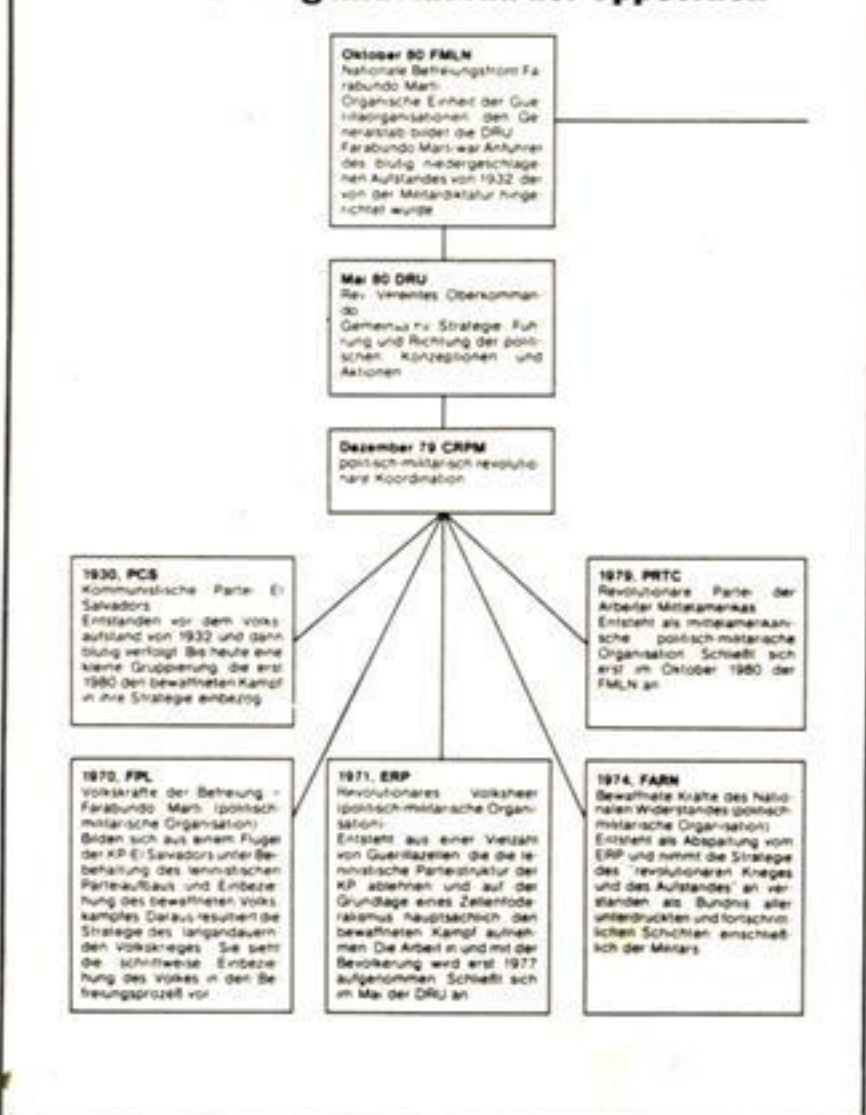 der Opposition
Oktober 80 FMLN
Nationale Befreiungsfront Fa-
rabundo Marti
Organische Einheit der Gue-
rillaorganisationen, den Ge-
neralstab bildet die DRU
Farabundo Marti war Anführer
des blutig niedergeschlage-
nen Aufstandes von 1932, der
von der Militärdiktatur hinge-
richtet wurde
Mai 80 DRU
Rev. Vereintes Oberkomman-
do
Gemeinsame Strategie, Füh-
rung und Richtung der politi-
schen Konzeptionen und
Aktionen
Dezember 79 CRPM
politisch-militärisch revolutio-
näre Koordination
1930, PCS
Kommunistische Partei El
Salvadors
Entstanden vor dem Volks-
aufstand von 1932 und dann
blutig verfolgt. Bis heute eine
kleine Gruppierung, die erst
1980 den bewaffneten Kampf
in ihre Strategie einbezog
1979, PRTC
Revolutionäre Partei der
Arbeiter Mittelamerikas
Entsteht als mittelamerikani-
sche politisch-militärische
Organisation. Schließt sich
erst im Oktober 1980 der
FMLN an
1970, FPL
Volkskräfte der Befreiung -
Farabundo Marti (politisch-
militärische Organisation)
Bilden sich aus einem Flügel
der KP El Salvadors unter Be-
behaltung des leninistischen
Parteiaufbaus und Einbezie-
hung des bewaffneten Volks-
kampfes. Daraus resultiert die
Strategie des langandauern-
den Volkskrieges. Sie sieht
die schrittweise Einbezie-
hung des Volkes in den Be-
freiungsprozeß vor
1971, ERP
Revolutionäres Volksheer
(politisch-militärische Organi-
sation)
Entsteht aus einer Vielzahl
von Guerillazellen, die die le-
ninistische Parteistruktur der
KP ablehnen und auf der
Grundlage eines Zellenföde-
ralismus hauptsächlich den
bewaffneten Kampf aufneh-
men. Die Arbeit in und mit der
Bevölkerung wird erst 1977
aufgenommen. Schließt sich
im Mai der DRU an
1974, FARN
Bewaffnete Kräfte des Natio-
nalen Widerstandes (politisch-
militärische Organisation)
Entsteht als Abspaltung vom
ERP und nimmt die Strategie
des "revolutionären Krieges
und des Aufstandes" an, ver-
standen als Bündnis aller
unterdrückten und fortschritt-
lichen Schichten einschließ-
lich der Militärs